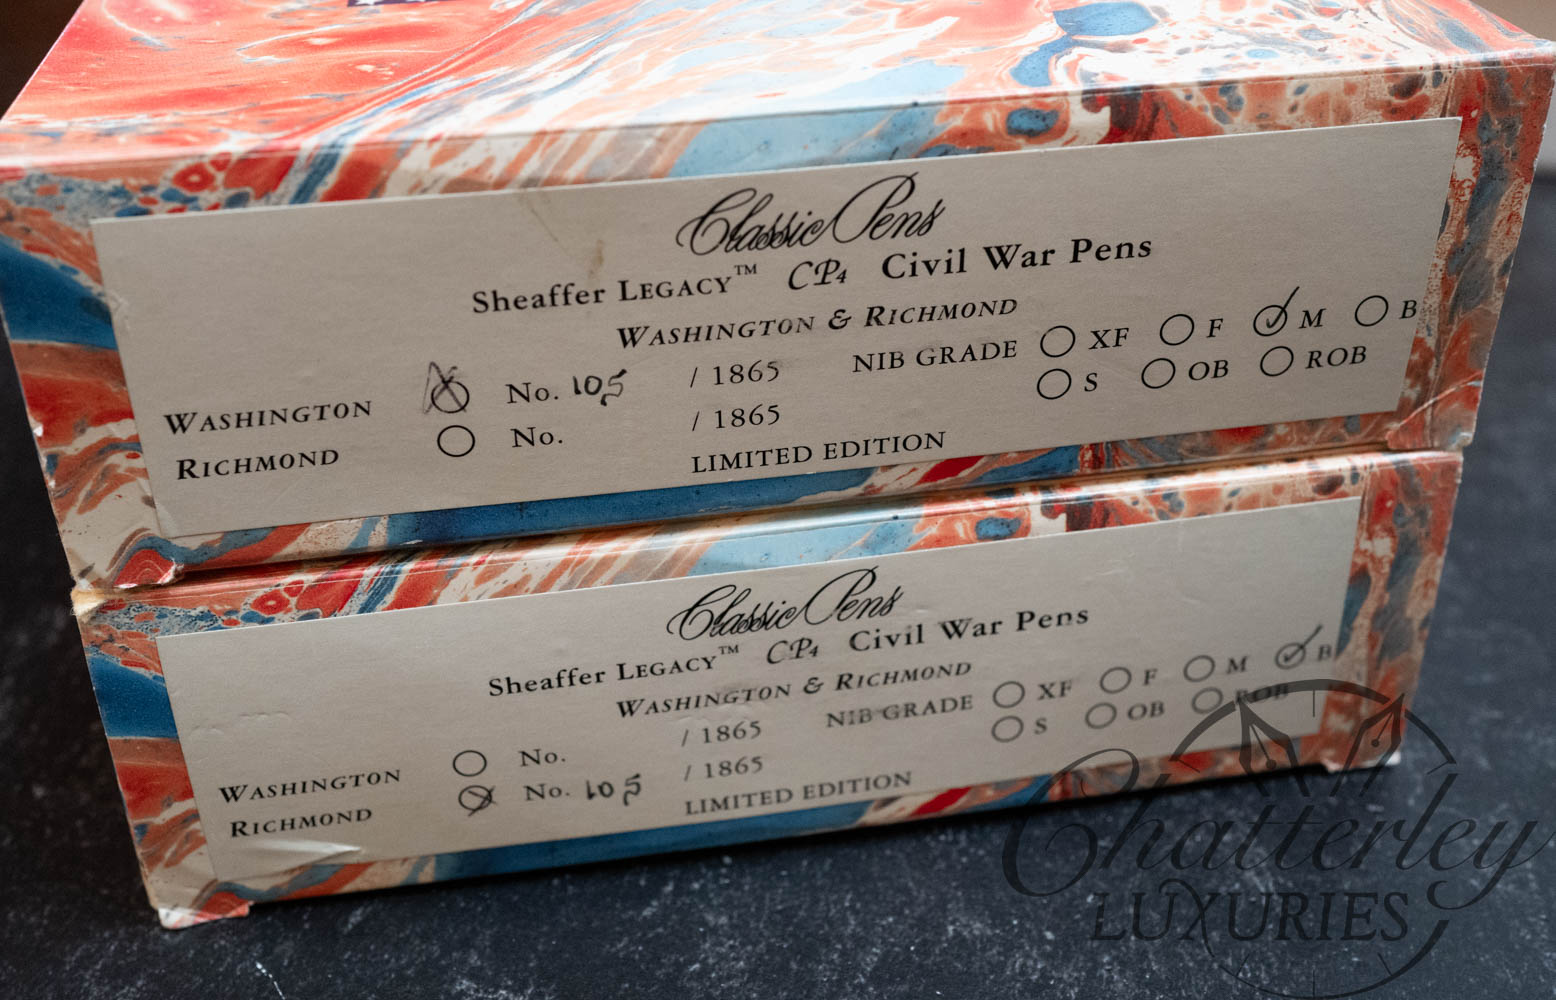 Classic Pens
Sheaffer LEGACY™ CP4 Civil War Pens
WASHINGTON & RICHMOND
WASHINGTON No. 105 / 1865 NIB GRADE XF F M B
RICHMOND No. / 1865 S OB ROB
LIMITED EDITION
Classic Pens
Sheaffer LEGACY™ CP4 Civil War Pens
WASHINGTON & RICHMOND
WASHINGTON No. / 1865 NIB GRADE XF F M B
RICHMOND No. 105 / 1865 S OB ROB
LIMITED EDITION
Chatterley
LUXURIES